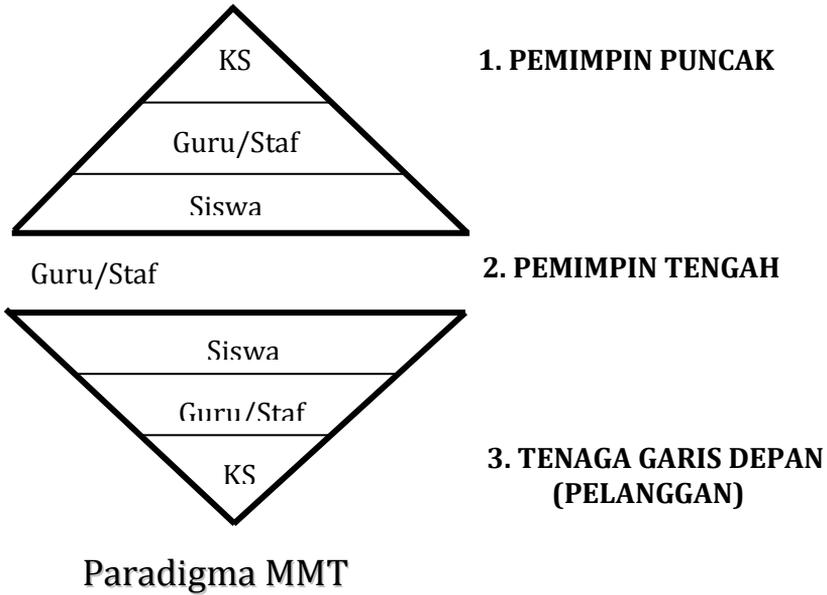 KS
1. PEMIMPIN PUNCAK
Guru/Staf
Siswa
Guru/Staf
2. PEMIMPIN TENGAH
Siswa
Guru/Staf
KS
3. TENAGA GARIS DEPAN
(PELANGGAN)
Paradigma MMT